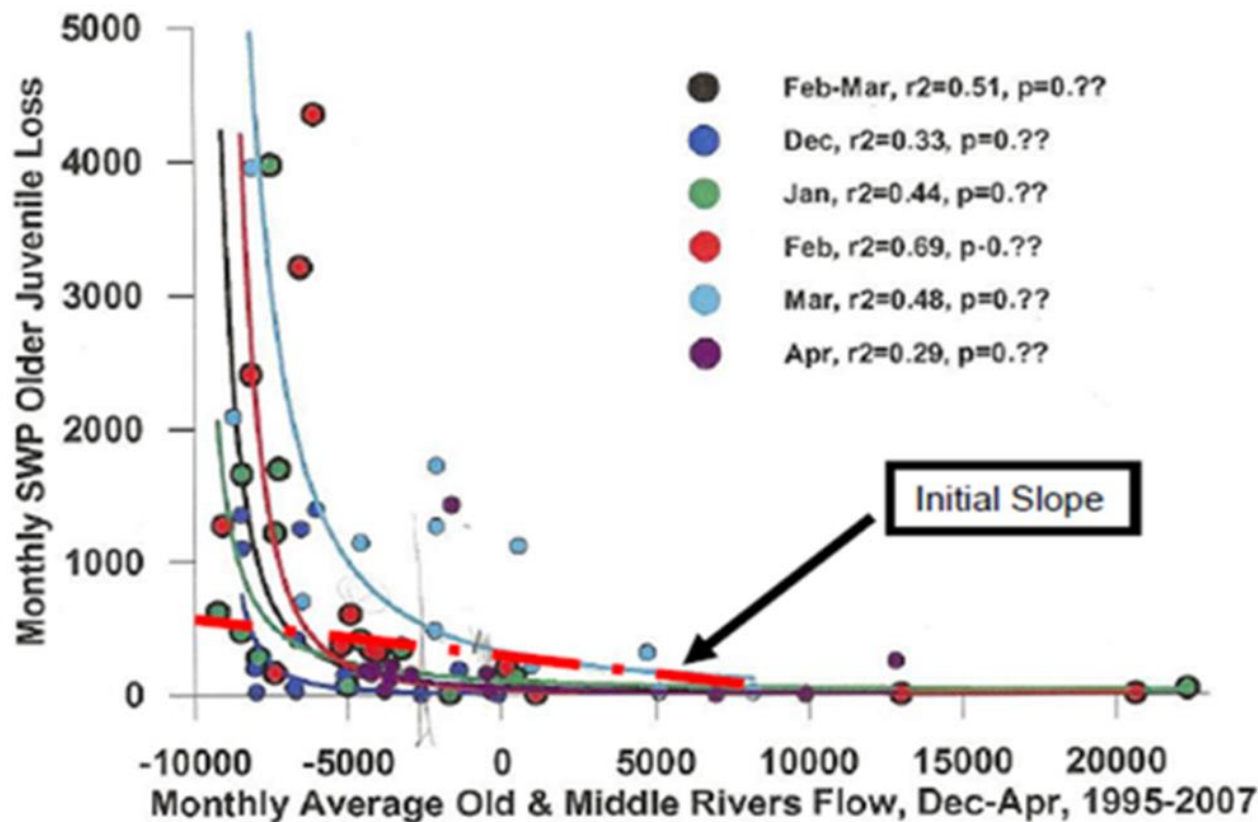 5000
4000
3000
2000
1000
0
Monthly SWP Older Juvenile Loss
Feb-Mar, r2=0.51, p=0.??
Dec, r2=0.33, p=0.??
Jan, r2=0.44, p=0.??
Feb, r2=0.69, p-0.??
Mar, r2=0.48, p=0.??
Apr, r2=0.29, p=0.??
Initial Slope
-10000 -5000 0 5000 10000 15000 20000
Monthly Average Old & Middle Rivers Flow, Dec-Apr, 1995-2007